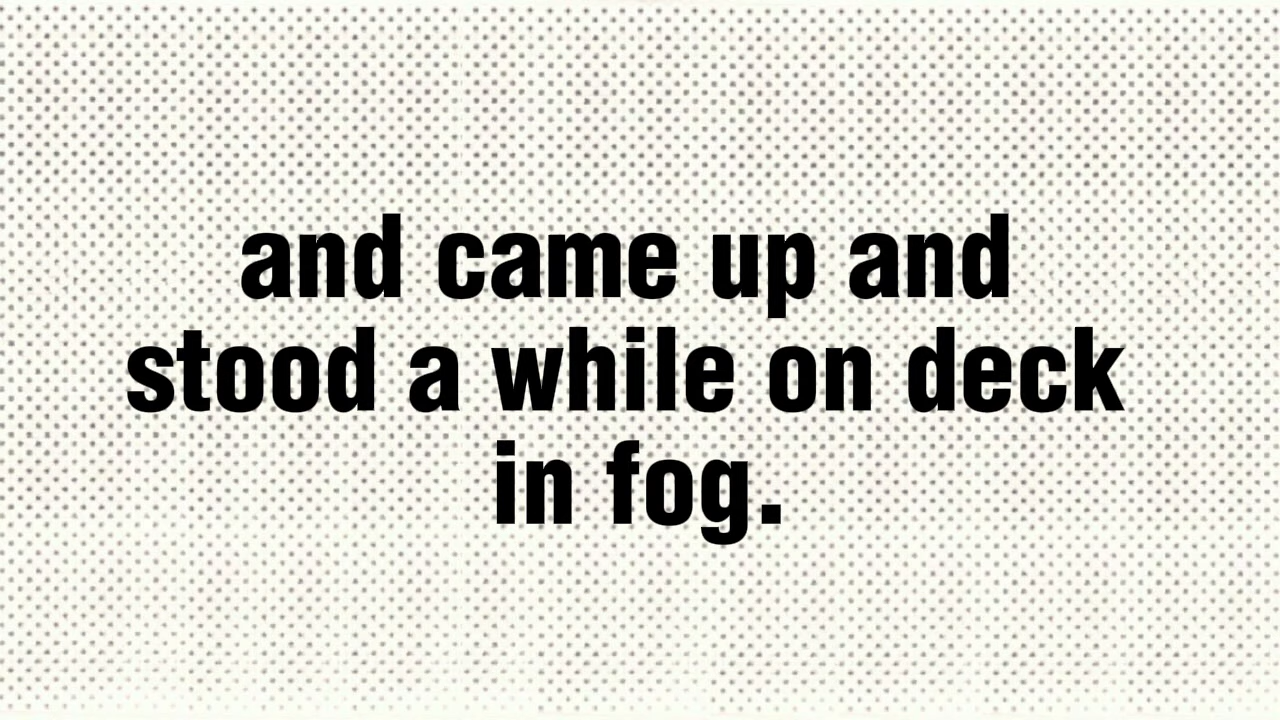 and came up and
stood a while on deck
in fog.